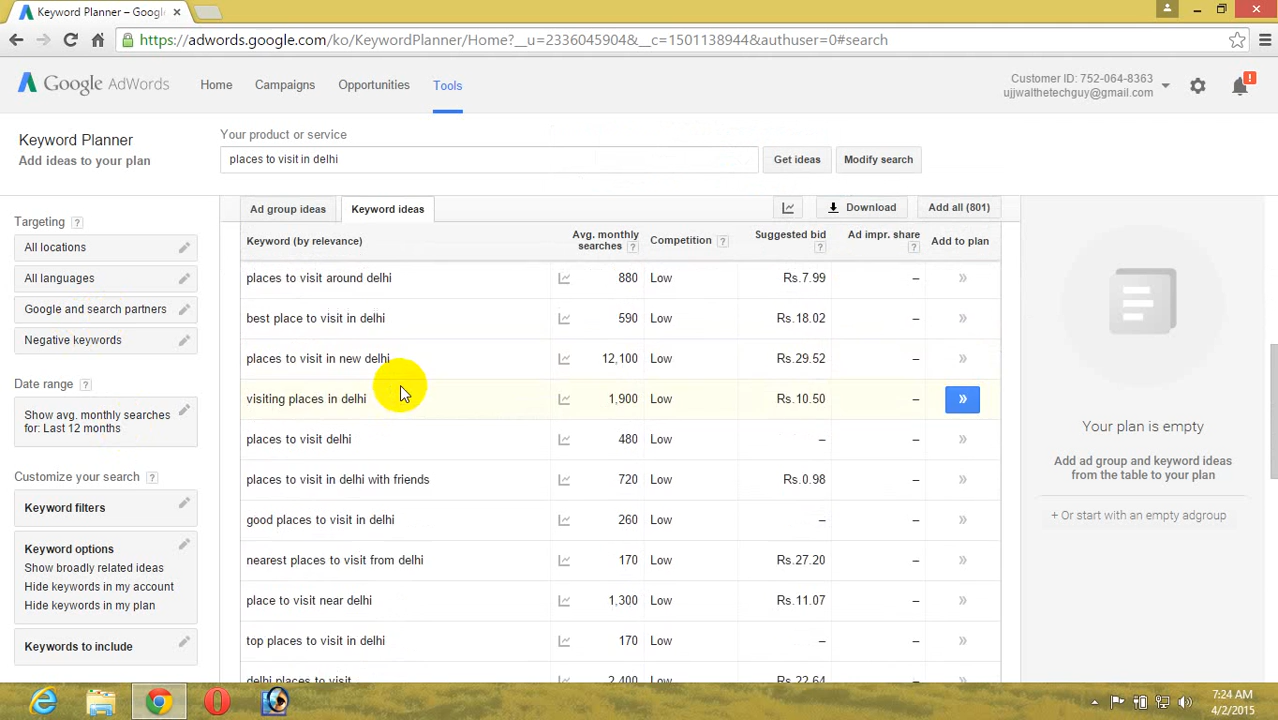 Keyword Planner – Googl
https://adwords.google.com/ko/KeywordPlanner/Home?__u=2336045904&__c=1501138944&authuser=0#search
Google AdWords
Home
Campaigns
Opportunities
Tools
Customer ID: 752-064-8363
ujjwalthetechguy@gmail.com
Keyword Planner
Add ideas to your plan
Your product or service
places to visit in delhi
Get ideas
Modify search
Targeting ?
All locations
All languages
Google and search partners
Negative keywords
Date range ?
Show avg. monthly searches
for: Last 12 months
Customize your search ?
Keyword filters
Keyword options
Show broadly related ideas
Hide keywords in my account
Hide keywords in my plan
Keywords to include
Ad group ideas
Keyword ideas
Download
Add all (801)
Keyword (by relevance)
Avg. monthly
searches ?
Competition ?
Suggested bid
?
Ad impr. share
?
Add to plan
places to visit around delhi 880 Low Rs.7.99 – »
best place to visit in delhi 590 Low Rs.18.02 – »
places to visit in new delhi 12,100 Low Rs.29.52 – »
visiting places in delhi 1,900 Low Rs.10.50 – »
places to visit delhi 480 Low – – »
places to visit in delhi with friends 720 Low Rs.0.98 – »
good places to visit in delhi 260 Low – – »
nearest places to visit from delhi 170 Low Rs.27.20 – »
place to visit near delhi 1,300 Low Rs.11.07 – »
top places to visit in delhi 170 Low – – »
delhi places to visit 2,400 Low Rs.22.64 – »
Your plan is empty
Add ad group and keyword ideas
from the table to your plan
+ Or start with an empty adgroup
7:24 AM
4/2/2015